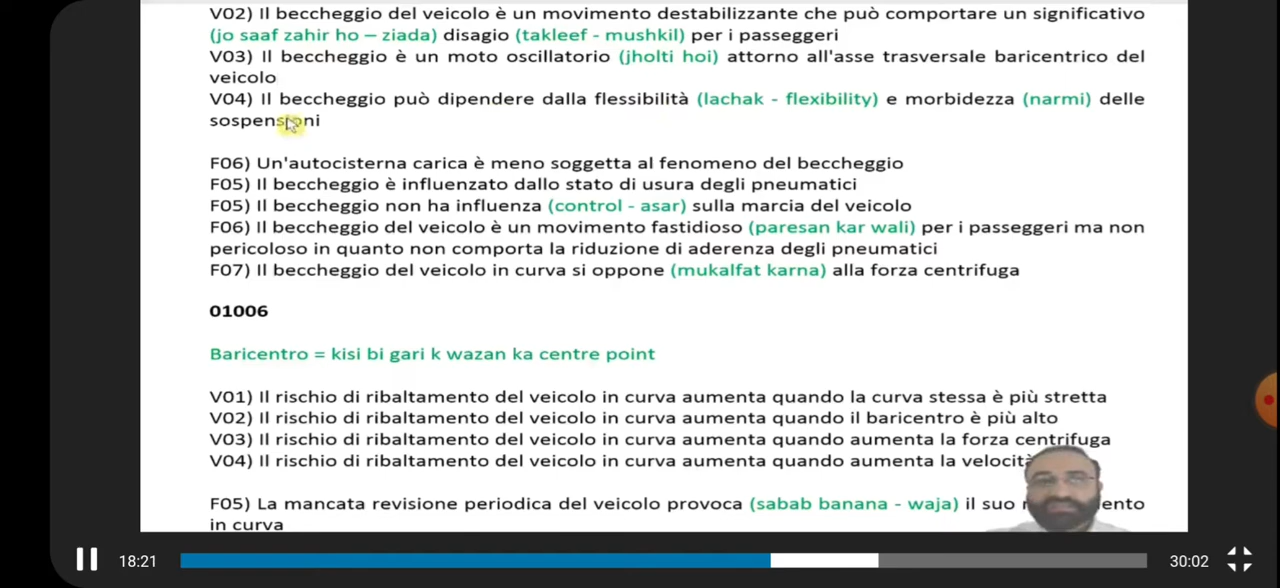 V02) Il beccheggio del veicolo è un movimento destabilizzante che può comportare un significativo
(jo saaf zahir ho – ziada) disagio (takleef - mushkil) per i passeggeri
V03) Il beccheggio è un moto oscillatorio (jholti hoi) attorno all'asse trasversale baricentrico del
veicolo
V04) Il beccheggio può dipendere dalla flessibilità (lachak - flexibility) e morbidezza (narmi) delle
sospensioni
F06) Un'autocisterna carica è meno soggetta al fenomeno del beccheggio
F05) Il beccheggio è influenzato dallo stato di usura degli pneumatici
F05) Il beccheggio non ha influenza (control - asar) sulla marcia del veicolo
F06) Il beccheggio del veicolo è un movimento fastidioso (paresan kar wali) per i passeggeri ma non
pericoloso in quanto non comporta la riduzione di aderenza degli pneumatici
F07) Il beccheggio del veicolo in curva si oppone (mukalfat karna) alla forza centrifuga
01006
Baricentro = kisi bi gari k wazan ka centre point
V01) Il rischio di ribaltamento del veicolo in curva aumenta quando la curva stessa è più stretta
V02) Il rischio di ribaltamento del veicolo in curva aumenta quando il baricentro è più alto
V03) Il rischio di ribaltamento del veicolo in curva aumenta quando aumenta la forza centrifuga
V04) Il rischio di ribaltamento del veicolo in curva aumenta quando aumenta la velocità
F05) La mancata revisione periodica del veicolo provoca (sabab banana - waja) il suo
in curva
18:21
30:02